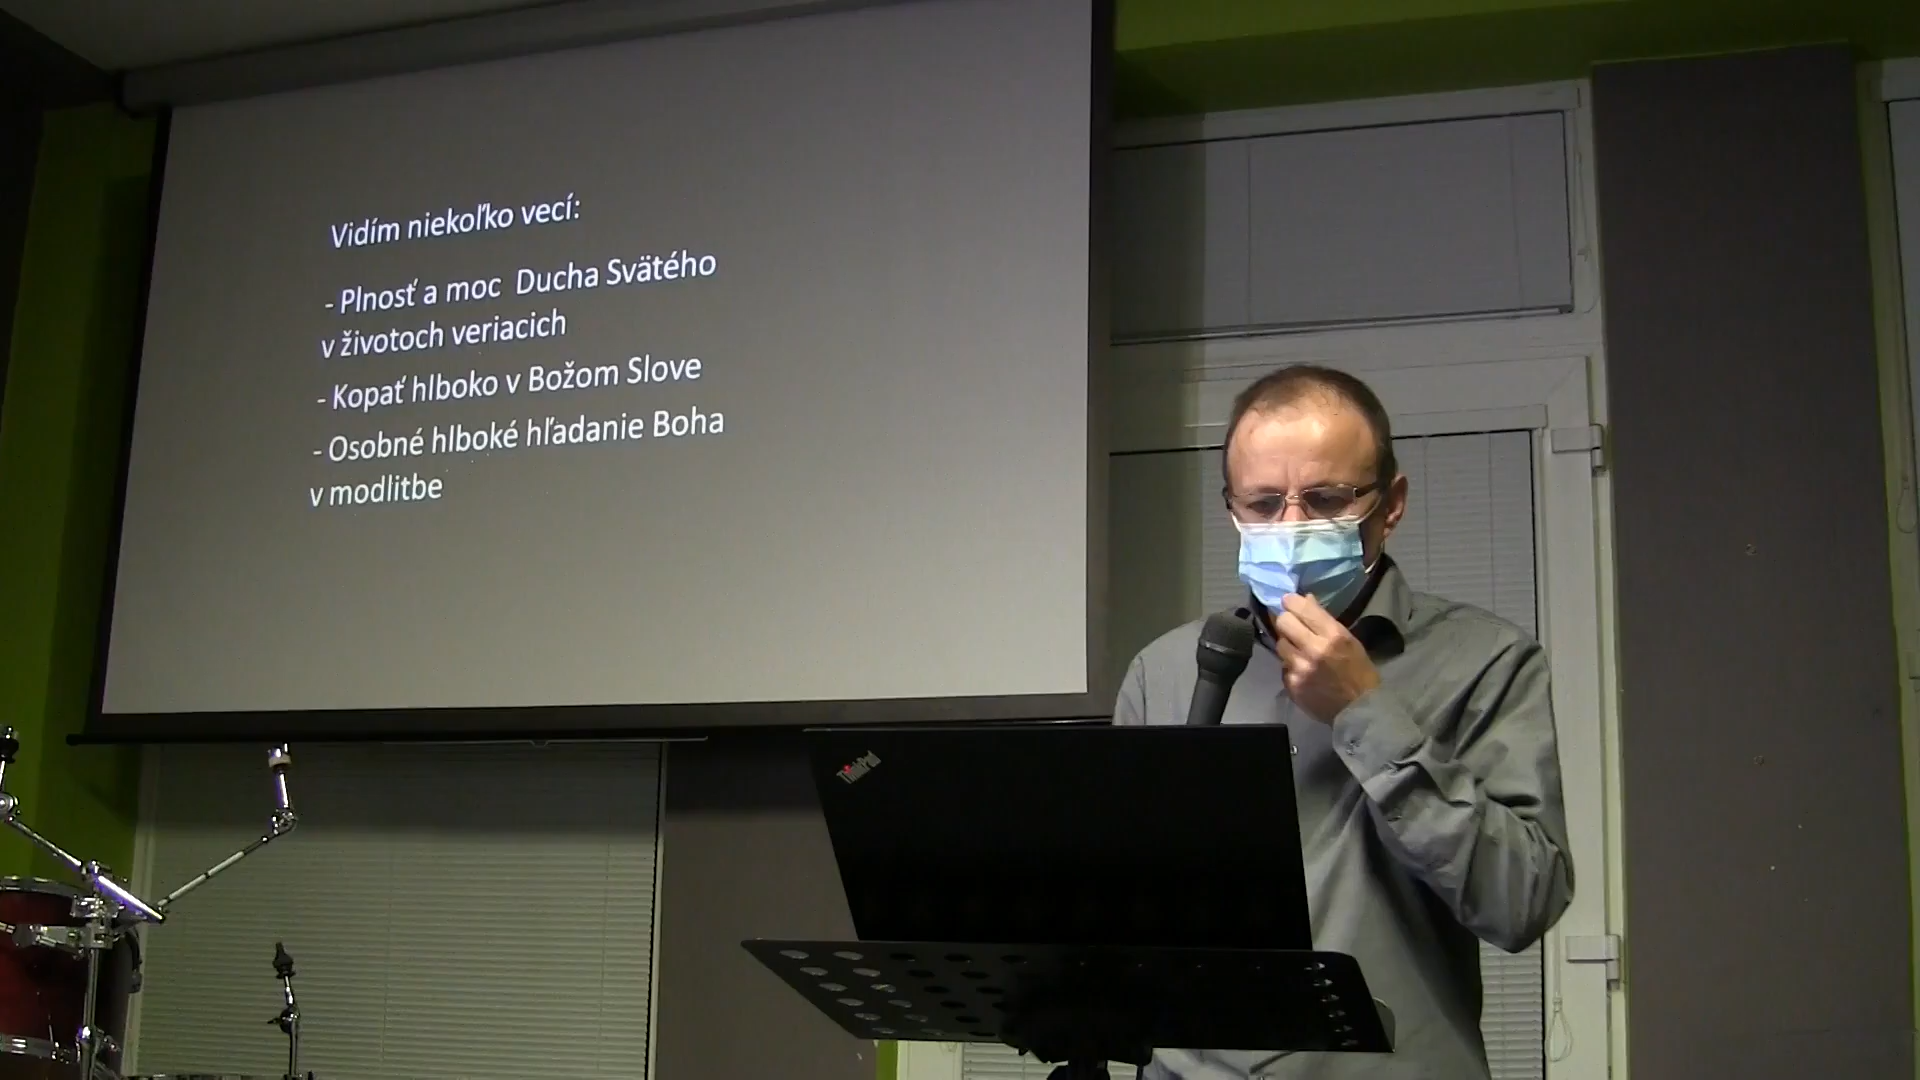 Vidím niekoľko vecí:
- Plnosť a moc Ducha Svätého
v životoch veriacich
- Kopať hlboko v Božom Slove
- Osobné hlboké hľadanie Boha
v modlitbe
ThinkPad